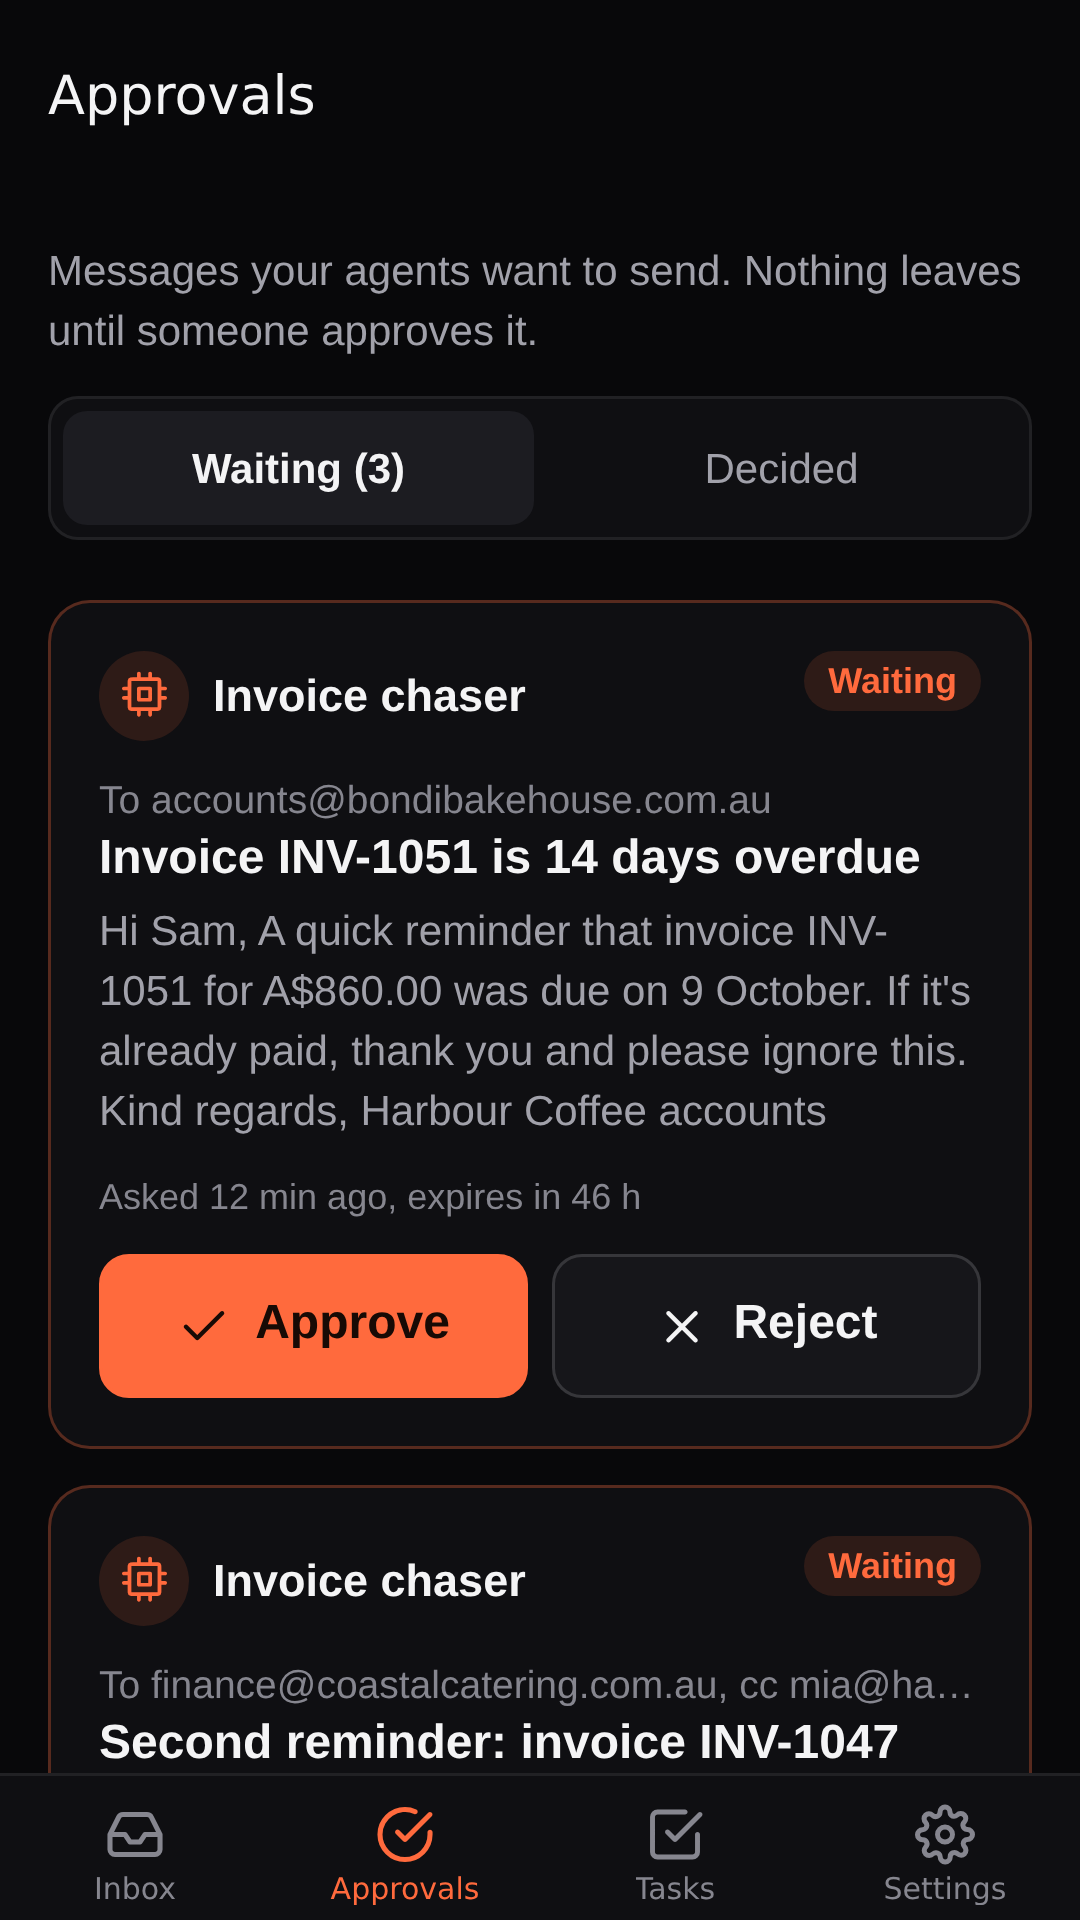 Approvals
Messages your agents want to send. Nothing leaves
until someone approves it.
Waiting (3)
Decided
Invoice chaser
Waiting
To accounts@bondibakehouse.com.au
Invoice INV-1051 is 14 days overdue
Hi Sam, A quick reminder that invoice INV-
1051 for A$860.00 was due on 9 October. If it's
already paid, thank you and please ignore this.
Kind regards, Harbour Coffee accounts
Asked 12 min ago, expires in 46 h
Approve
Reject
Invoice chaser
Waiting
To finance@coastalcatering.com.au, cc mia@ha…
Second reminder: invoice INV-1047
Inbox
Approvals
Tasks
Settings